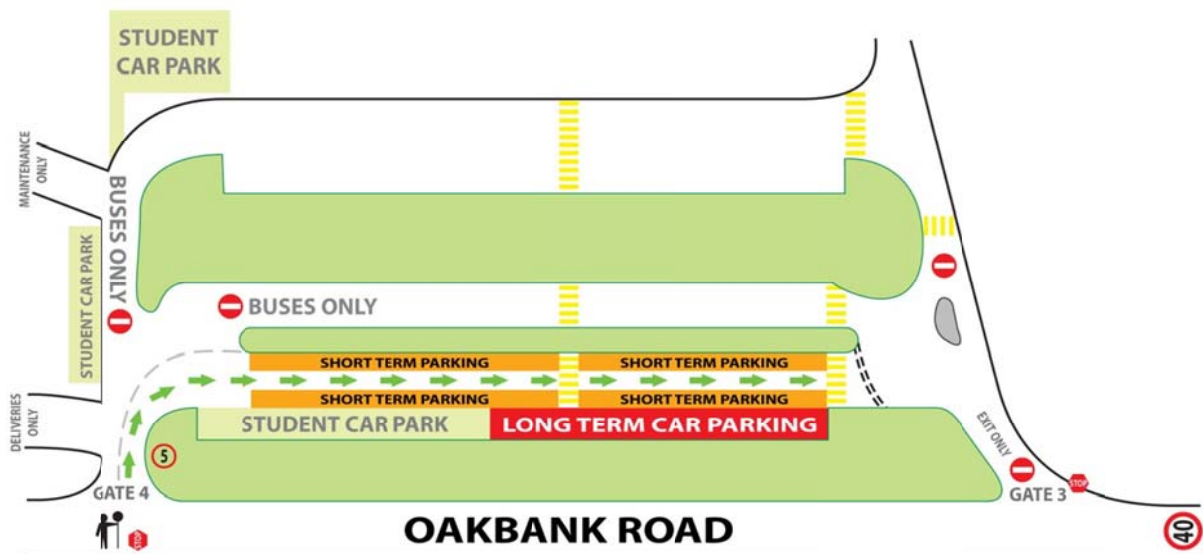 STUDENT
CAR PARK
MAINTENANCE
ONLY
BUSES ONLY
STUDENT CAR PARK
BUSES ONLY
SHORT TERM PARKING
SHORT TERM PARKING
SHORT TERM PARKING
SHORT TERM PARKING
STUDENT CAR PARK
LONG TERM CAR PARKING
DELIVERIES
ONLY
5
EXIT ONLY
GATE 4
GATE 3
STOP
STOP
OAKBANK ROAD
40